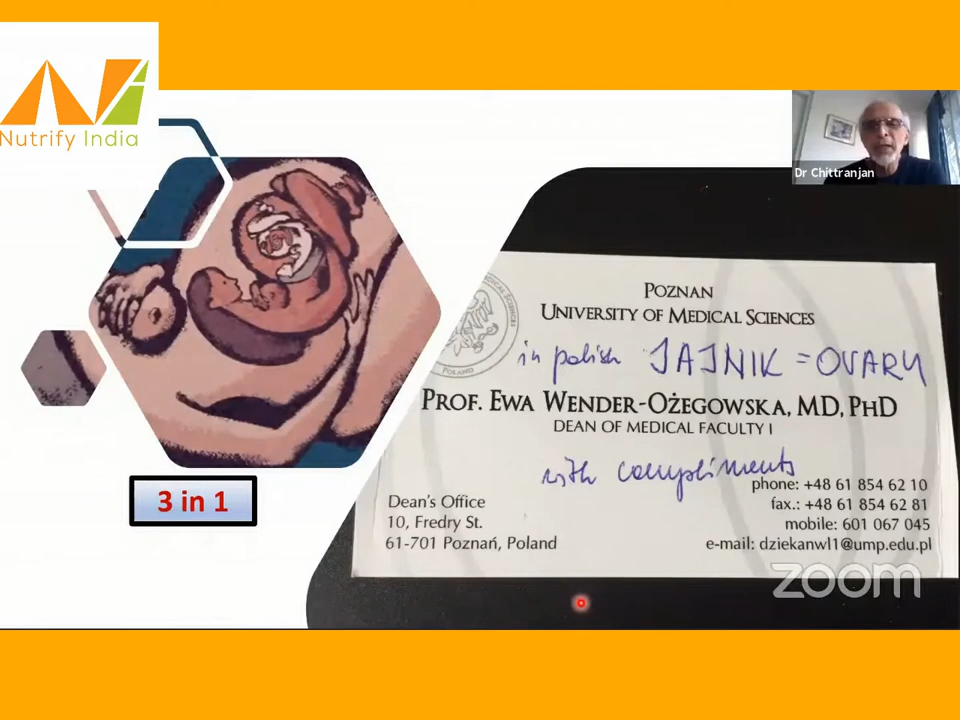 Nutrify India
Dr Chittranjan
3 in 1
POLAND
POZNAN
UNIVERSITY OF MEDICAL SCIENCES
in polish JAJNIK = OVARY
PROF. EWA WENDER-OŻEGOWSKA, MD, PHD
DEAN OF MEDICAL FACULTY I
with compliments
Dean's Office
10, Fredry St.
61-701 Poznań, Poland
phone: +48 61 854 62 10
fax.: +48 61 854 62 81
mobile: 601 067 045
e-mail: dziekanwl1@ump.edu.pl
zoom